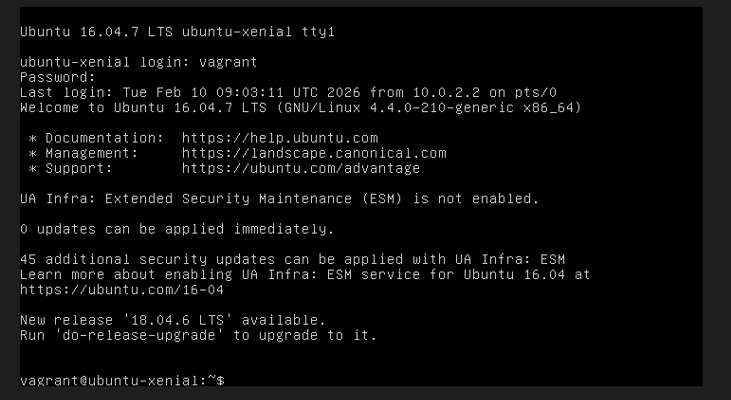 Ubuntu 16.04.7 LTS ubuntu-xenial tty1
ubuntu-xenial login: vagrant
Password:
Last login: Tue Feb 10 09:03:11 UTC 2026 from 10.0.2.2 on pts/0
Welcome to Ubuntu 16.04.7 LTS (GNU/Linux 4.4.0-210-generic x86_64)
* Documentation:  https://help.ubuntu.com
* Management:     https://landscape.canonical.com
* Support:        https://ubuntu.com/advantage
UA Infra: Extended Security Maintenance (ESM) is not enabled.
0 updates can be applied immediately.
45 additional security updates can be applied with UA Infra: ESM
Learn more about enabling UA Infra: ESM service for Ubuntu 16.04 at
https://ubuntu.com/16-04
New release '18.04.6 LTS' available.
Run 'do-release-upgrade' to upgrade to it.
vagrant@ubuntu-xenial:~$